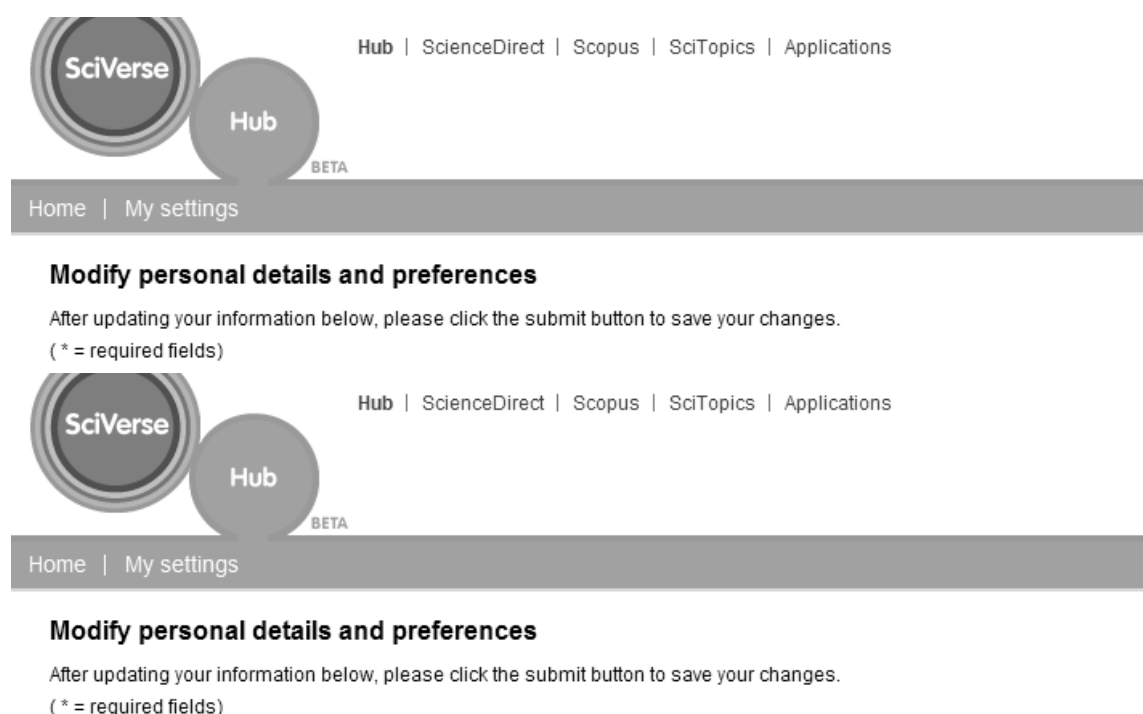 Hub | ScienceDirect | Scopus | SciTopics | Applications
SciVerse
Hub
BETA
Home | My settings
Modify personal details and preferences
After updating your information below, please click the submit button to save your changes.
( * = required fields)
Hub | ScienceDirect | Scopus | SciTopics | Applications
SciVerse
Hub
BETA
Home | My settings
Modify personal details and preferences
After updating your information below, please click the submit button to save your changes.
( * = required fields)